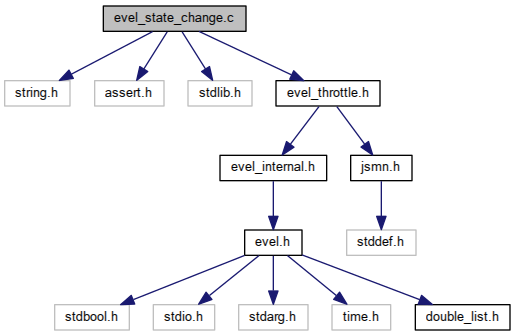 evel_state_change.c
string.h
assert.h
stdlib.h
evel_throttle.h
evel_internal.h
jsmn.h
evel.h
stddef.h
stdbool.h
stdio.h
stdarg.h
time.h
double_list.h